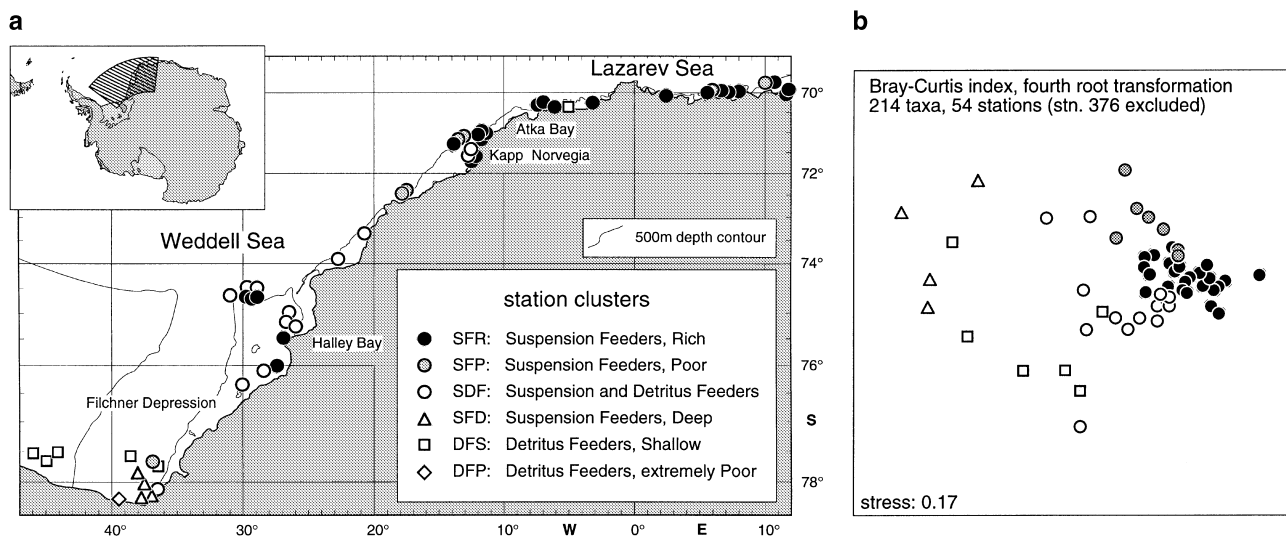 a
b
Lazarev Sea
70°
Atka Bay
Kapp Norvegia
72°
500m depth contour
Weddell Sea
74°
station clusters
SFR: Suspension Feeders, Rich
SFP: Suspension Feeders, Poor
SDF: Suspension and Detritus Feeders
SFD: Suspension Feeders, Deep
DFS: Detritus Feeders, Shallow
DFP: Detritus Feeders, extremely Poor
Halley Bay
76°
Filchner Depression
S
78°
40° 30° 20° 10° W 0° E 10°
Bray-Curtis index, fourth root transformation
214 taxa, 54 stations (stn. 376 excluded)
stress: 0.17